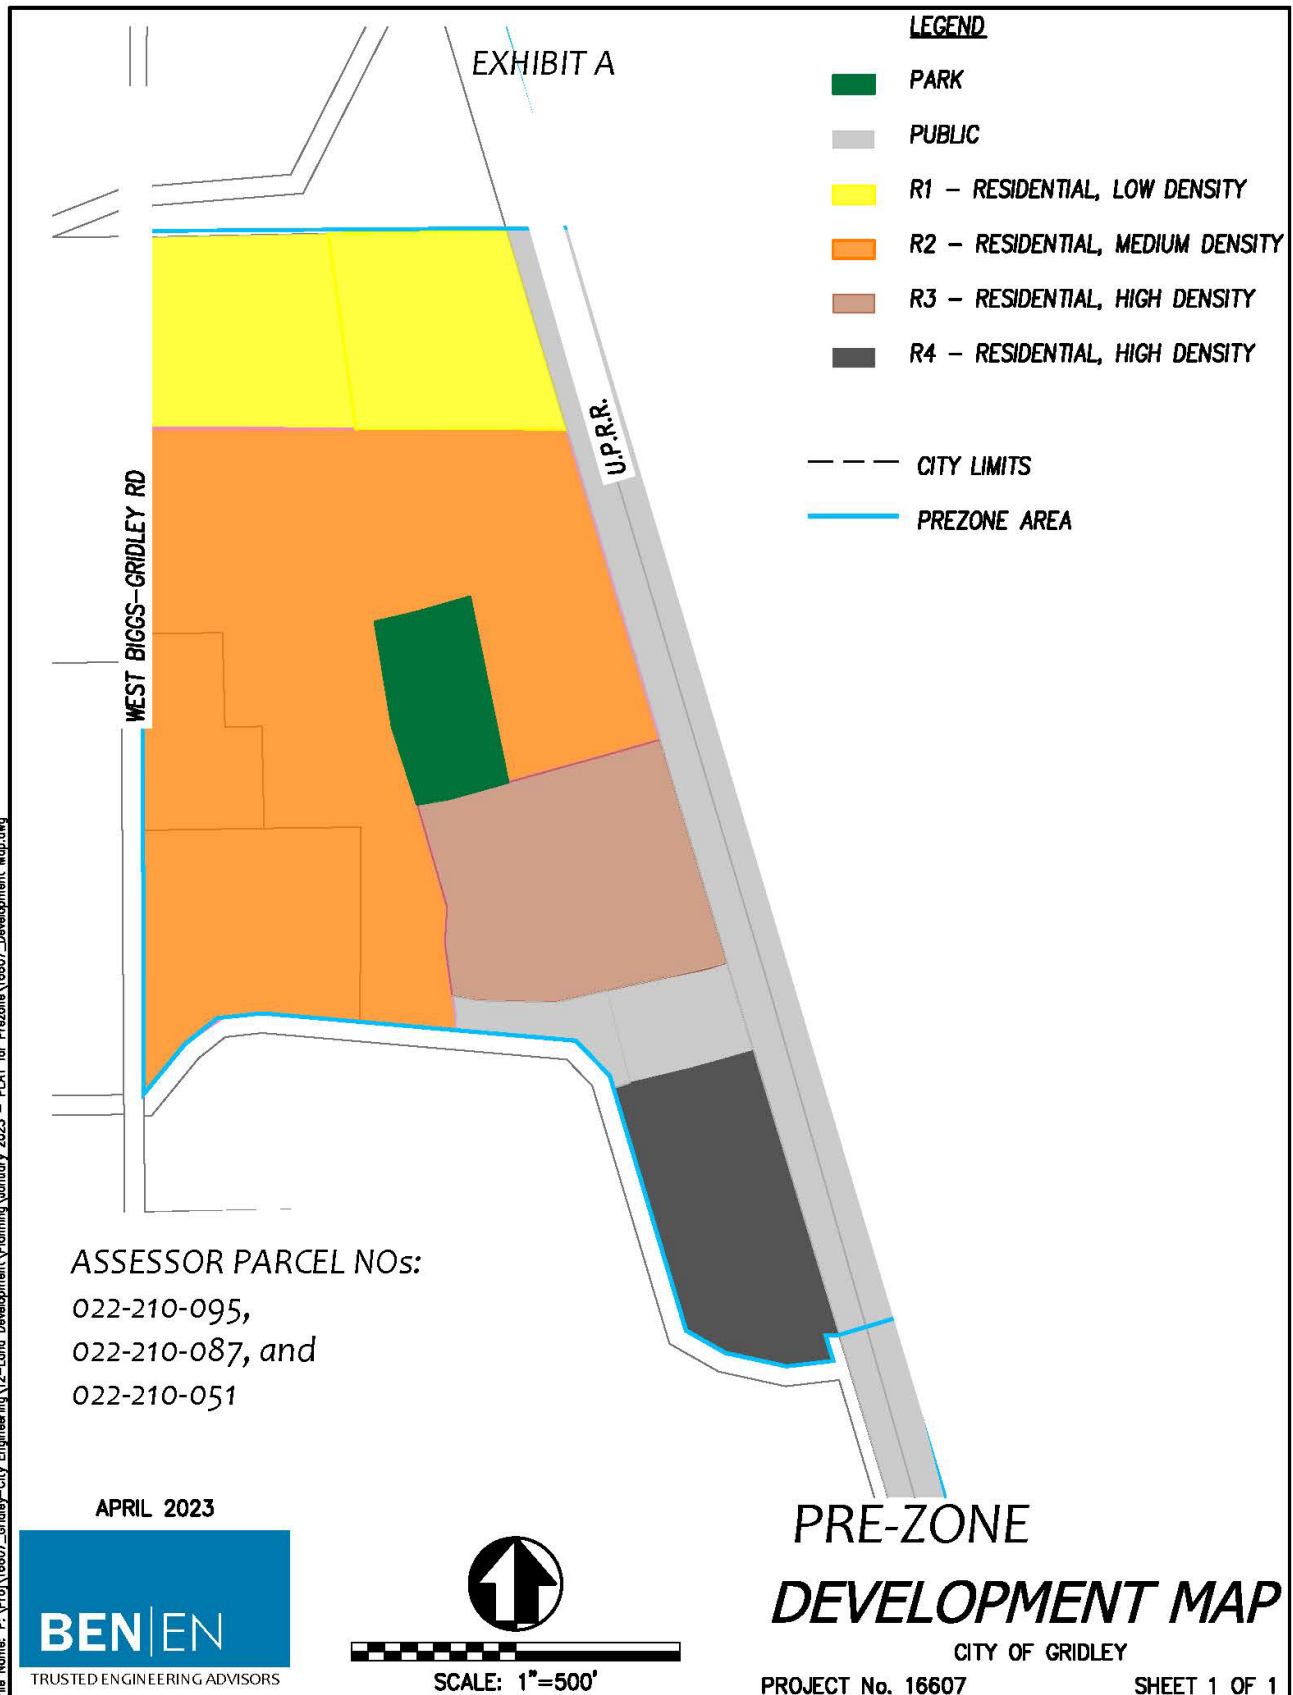 EXHIBIT A
LEGEND
PARK
PUBLIC
R1 – RESIDENTIAL, LOW DENSITY
R2 – RESIDENTIAL, MEDIUM DENSITY
R3 – RESIDENTIAL, HIGH DENSITY
R4 – RESIDENTIAL, HIGH DENSITY
CITY LIMITS
PREZONE AREA
U.P.R.R.
WEST BIGGS–GRIDLEY RD
ASSESSOR PARCEL NOs:
022-210-095,
022-210-087, and
022-210-051
APRIL 2023
BEN|EN
TRUSTED ENGINEERING ADVISORS
SCALE: 1"=500'
PRE-ZONE
DEVELOPMENT MAP
CITY OF GRIDLEY
PROJECT No. 16607
SHEET 1 OF 1